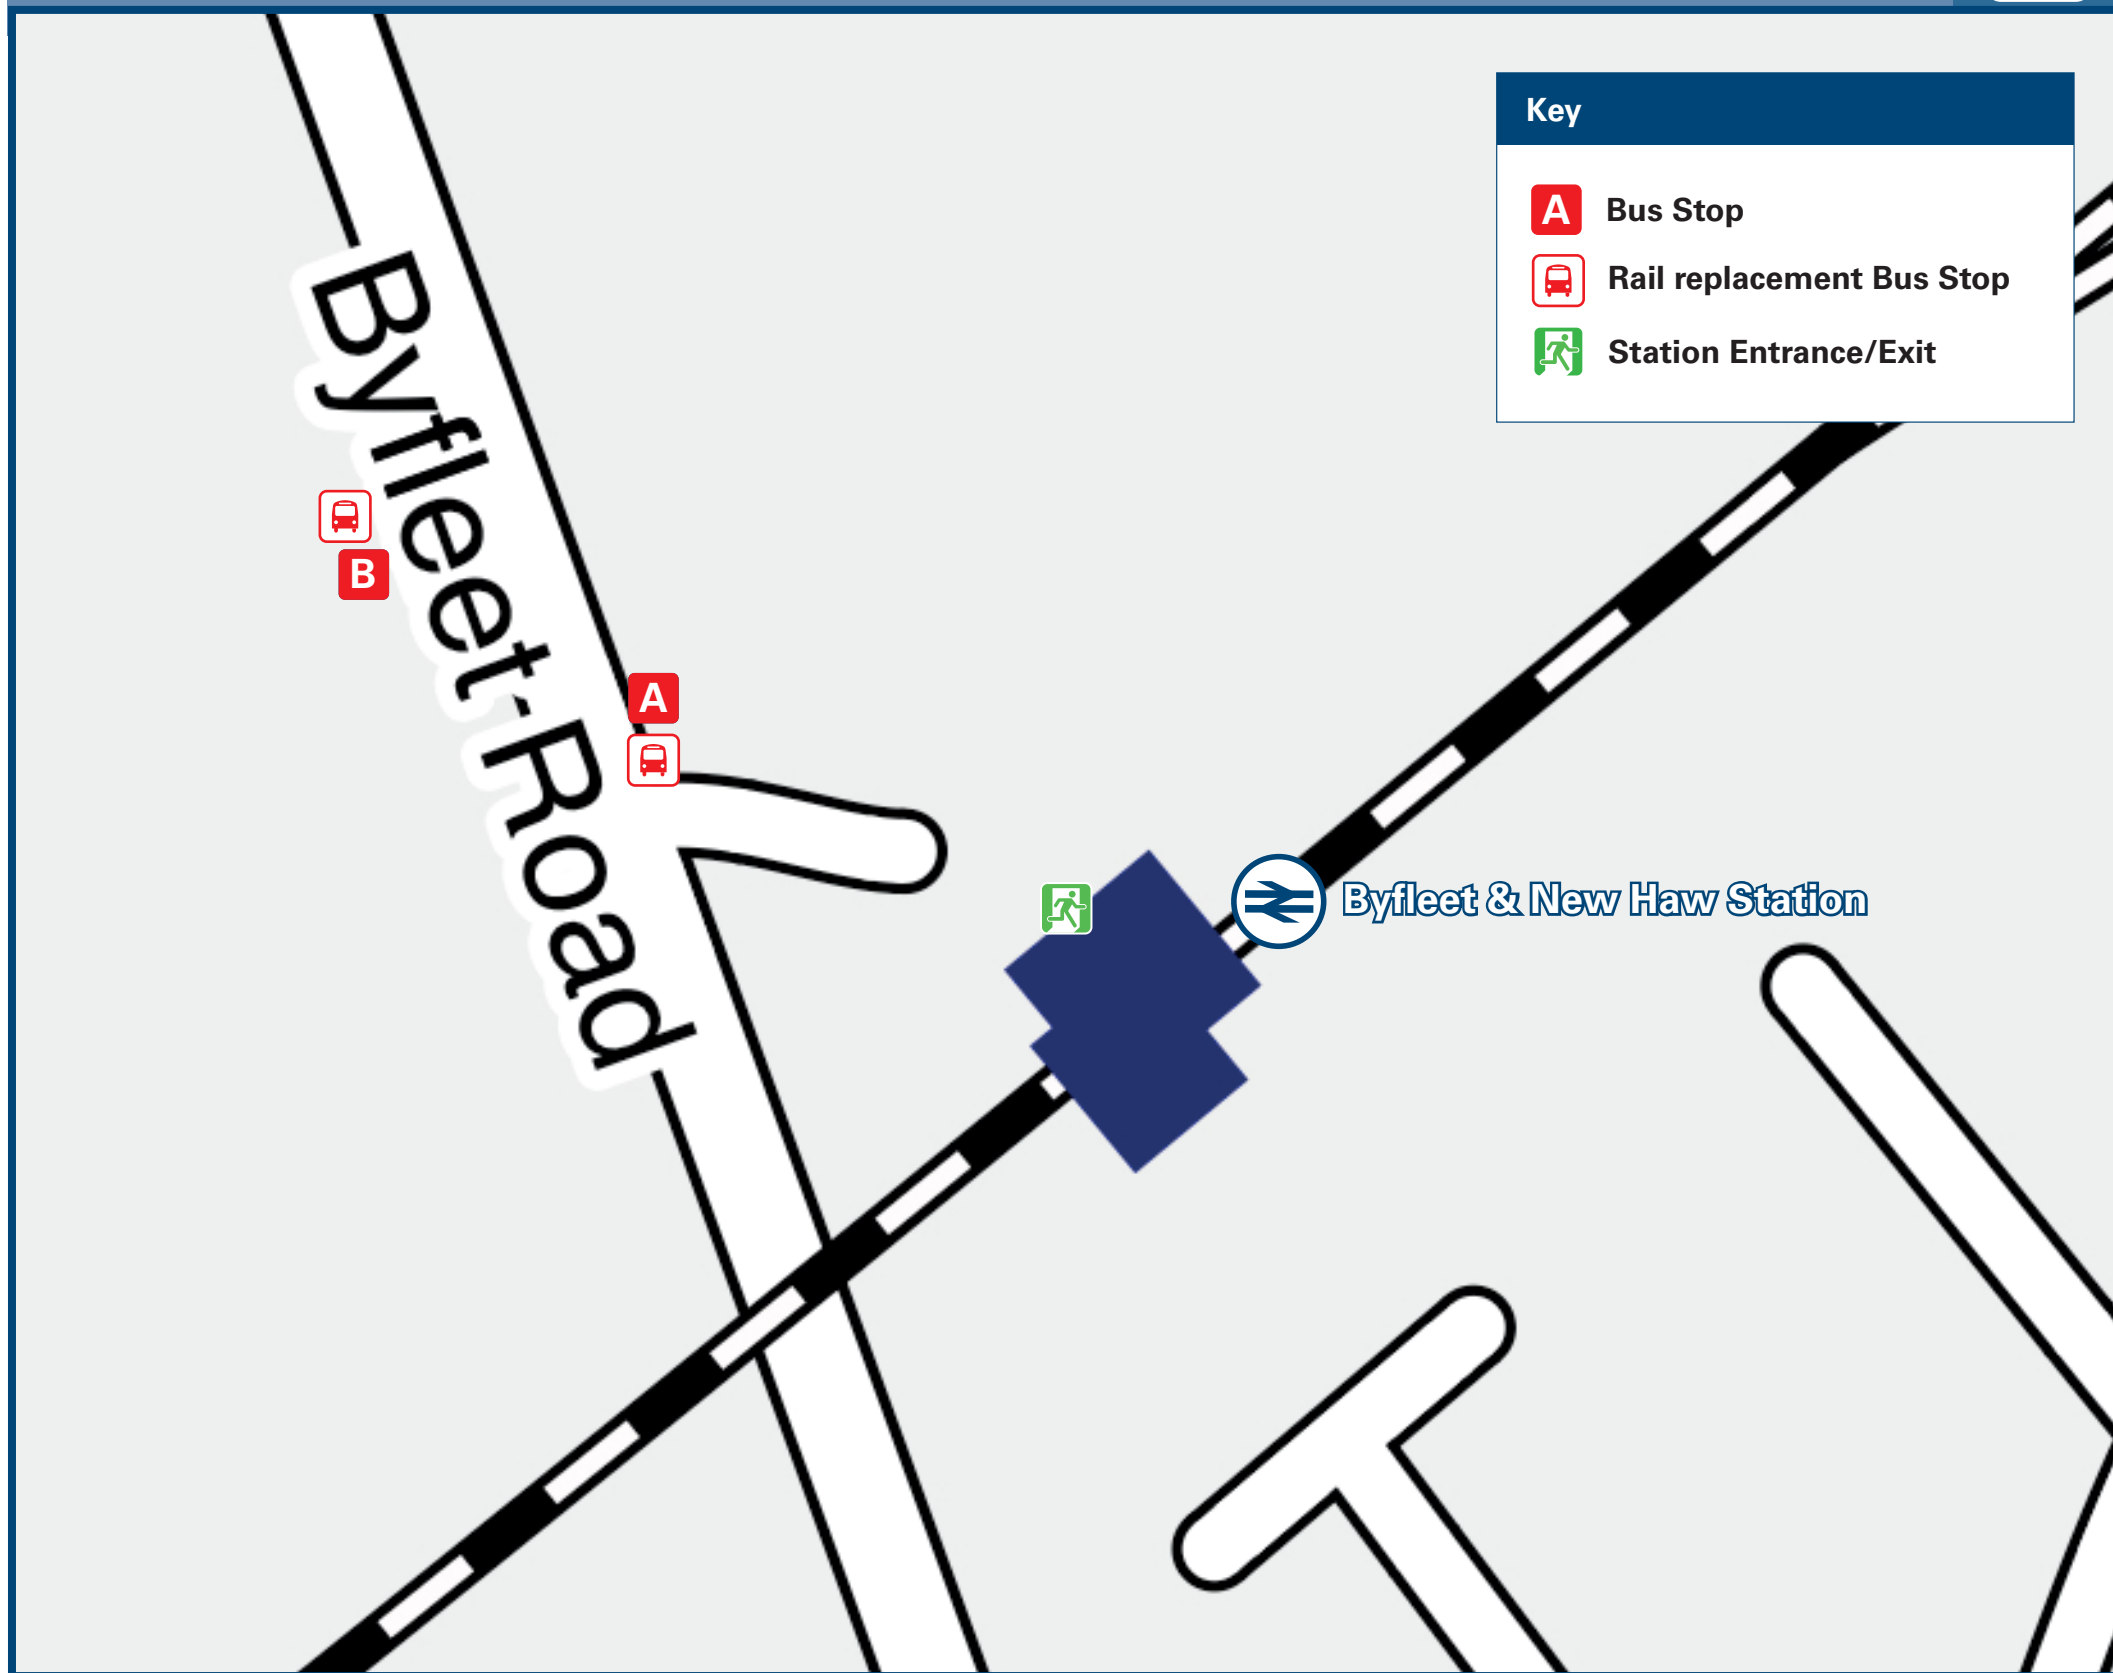 Key
A Bus Stop
Rail replacement Bus Stop
Station Entrance/Exit
Byfleet Road
B
A
Byfleet & New Haw Station